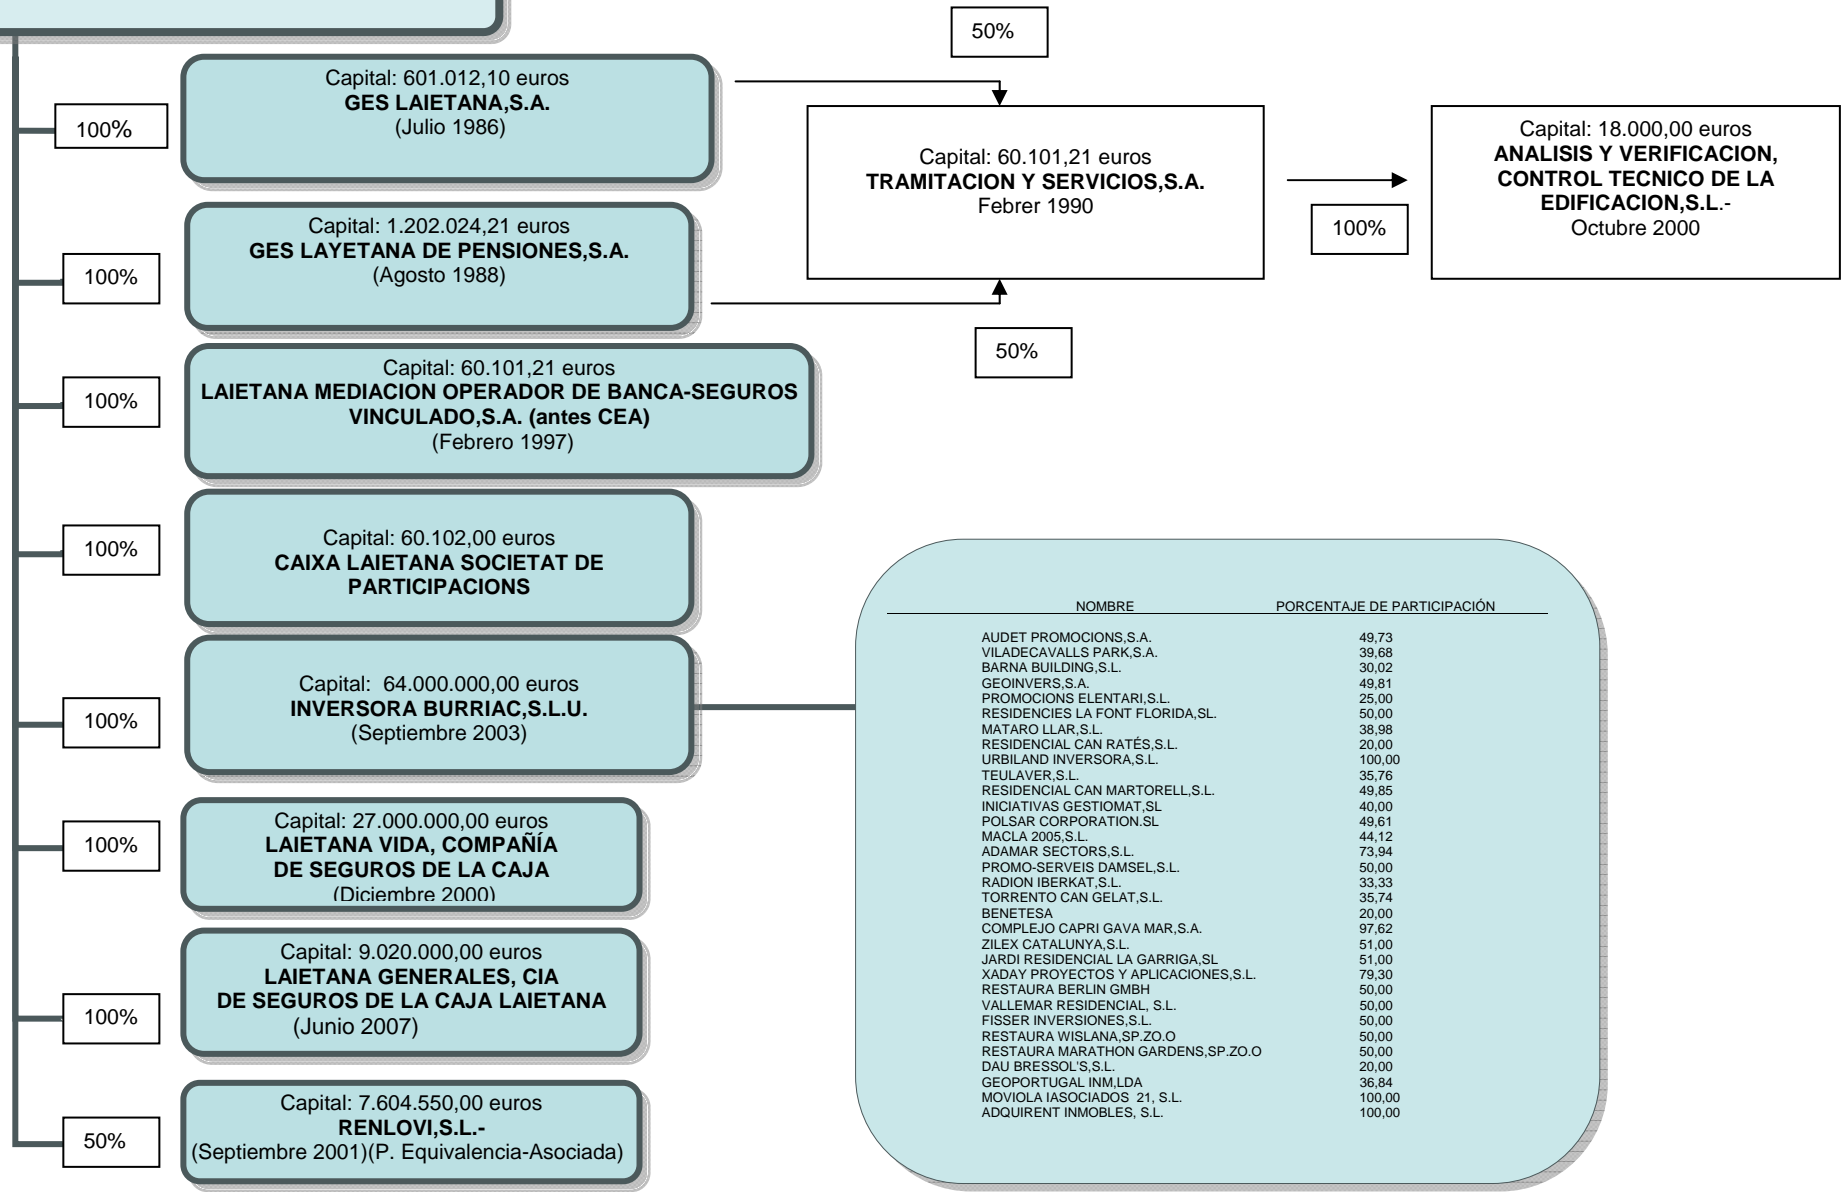 50%
100%
Capital: 601.012,10 euros
GES LAIETANA,S.A.
(Julio 1986)
Capital: 60.101,21 euros
TRAMITACION Y SERVICIOS,S.A.
Febrer 1990
100%
Capital: 18.000,00 euros
ANALISIS Y VERIFICACION,
CONTROL TECNICO DE LA
EDIFICACION,S.L.-
Octubre 2000
100%
Capital: 1.202.024,21 euros
GES LAYETANA DE PENSIONES,S.A.
(Agosto 1988)
50%
100%
Capital: 60.101,21 euros
LAIETANA MEDIACION OPERADOR DE BANCA-SEGUROS
VINCULADO,S.A. (antes CEA)
(Febrero 1997)
100%
Capital: 60.102,00 euros
CAIXA LAIETANA SOCIETAT DE
PARTICIPACIONS
100%
Capital: 64.000.000,00 euros
INVERSORA BURRIAC,S.L.U.
(Septiembre 2003)
100%
Capital: 27.000.000,00 euros
LAIETANA VIDA, COMPAÑÍA
DE SEGUROS DE LA CAJA
(Diciembre 2000)
100%
Capital: 9.020.000,00 euros
LAIETANA GENERALES, CIA
DE SEGUROS DE LA CAJA LAIETANA
(Junio 2007)
50%
Capital: 7.604.550,00 euros
RENLOVI,S.L.-
(Septiembre 2001)(P. Equivalencia-Asociada)
NOMBRE PORCENTAJE DE PARTICIPACIÓN
AUDET PROMOCIONS,S.A. 49,73
VILADECAVALLS PARK,S.A. 39,68
BARNA BUILDING,S.L. 30,02
GEOINVERS,S.A. 49,81
PROMOCIONS ELENTARI,S.L. 25,00
RESIDENCIES LA FONT FLORIDA,SL. 50,00
MATARO LLAR,S.L. 38,98
RESIDENCIAL CAN RATÉS,S.L. 20,00
URBILAND INVERSORA,S.L. 100,00
TEULAVER,S.L. 35,76
RESIDENCIAL CAN MARTORELL,S.L. 49,85
INICIATIVAS GESTIOMAT,SL 40,00
POLSAR CORPORATION.SL 49,61
MACLA 2005,S.L. 44,12
ADAMAR SECTORS,S.L. 73,94
PROMO-SERVEIS DAMSEL,S.L. 50,00
RADION IBERKAT,S.L. 33,33
TORRENTO CAN GELAT,S.L. 35,74
BENETESA 20,00
COMPLEJO CAPRI GAVA MAR,S.A. 97,62
ZILEX CATALUNYA,S.L. 51,00
JARDI RESIDENCIAL LA GARRIGA,SL 51,00
XADAY PROYECTOS Y APLICACIONES,S.L. 79,30
RESTAURA BERLIN GMBH 50,00
VALLEMAR RESIDENCIAL, S.L. 50,00
FISSER INVERSIONES,S.L. 50,00
RESTAURA WISLANA,SP.ZO.O 50,00
RESTAURA MARATHON GARDENS,SP.ZO.O 50,00
DAU BRESSOL'S,S.L. 20,00
GEOPORTUGAL INM,LDA 36,84
MOVIOLA IASOCIADOS 21, S.L. 100,00
ADQUIRENT INMOBLES, S.L. 100,00